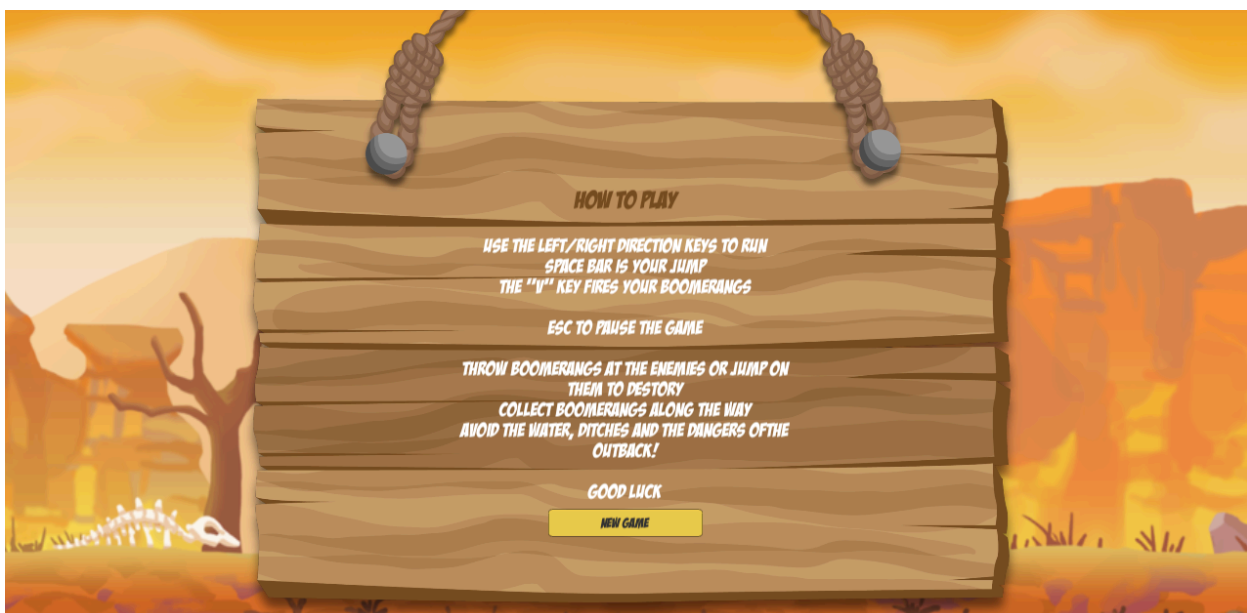 HOW TO PLAY
USE THE LEFT/RIGHT DIRECTION KEYS TO RUN
SPACE BAR IS YOUR JUMP
THE "V" KEY FIRES YOUR BOOMERANGS
ESC TO PAUSE THE GAME
THROW BOOMERANGS AT THE ENEMIES OR JUMP ON
THEM TO DESTORY
COLLECT BOOMERANGS ALONG THE WAY
AVOID THE WATER, DITCHES AND THE DANGERS OFTHE
OUTBACK!
GOOD LUCK
NEW GAME